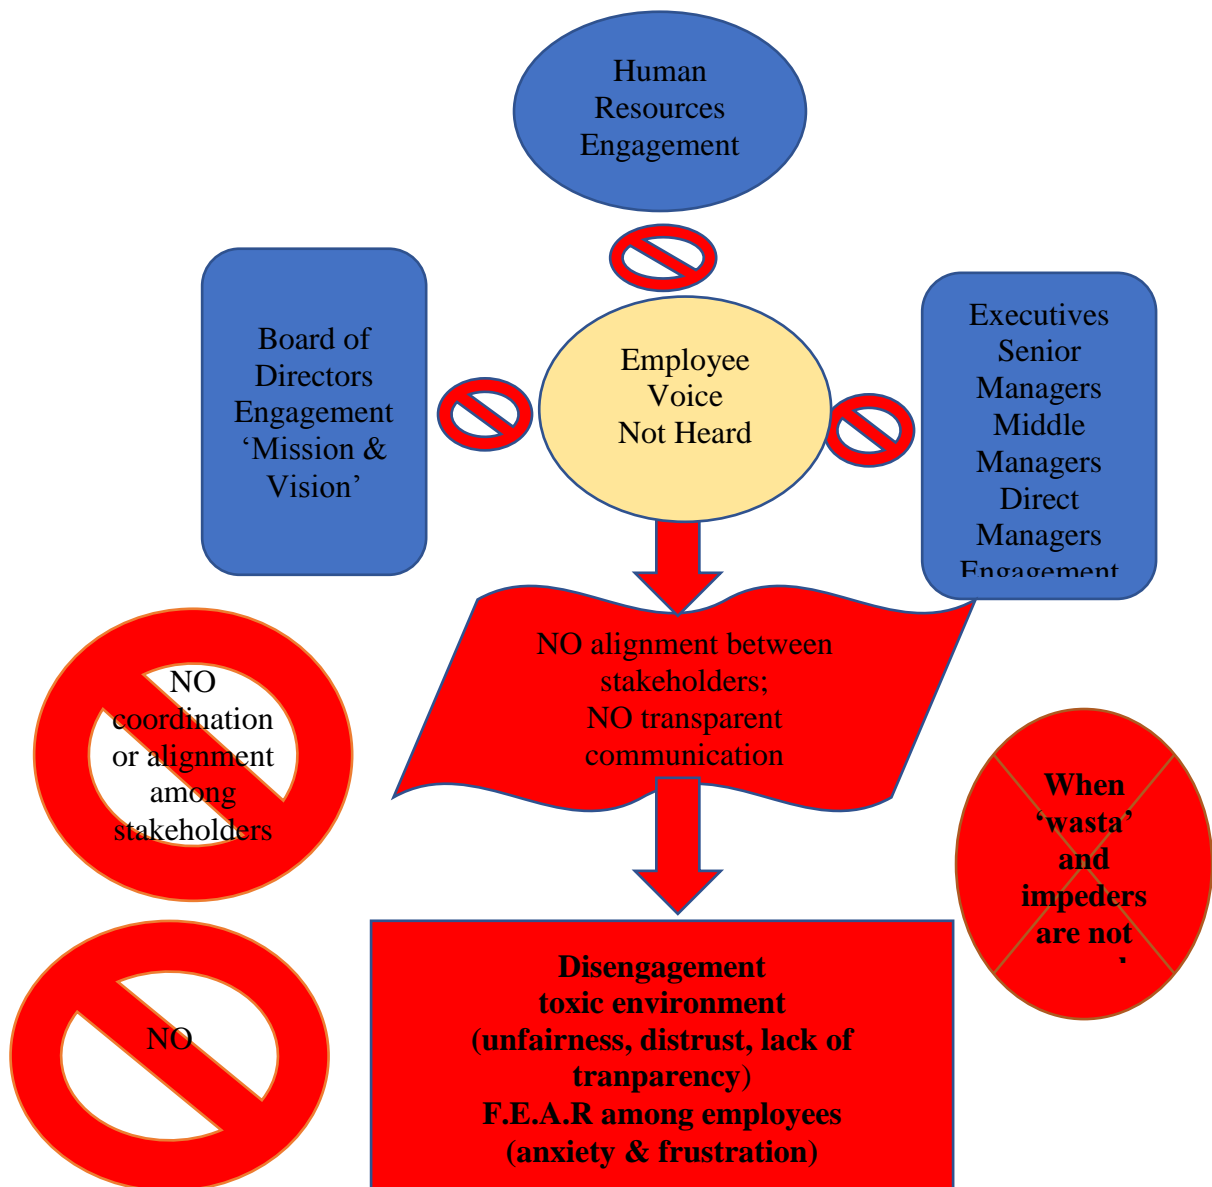 Human
Resources
Engagement
Board of
Directors
Engagement
‘Mission &
Vision’
Employee
Voice
Not Heard
Executives
Senior
Managers
Middle
Managers
Direct
Managers
Engagement
NO alignment between
stakeholders;
NO transparent
communication
NO
coordination
or alignment
among
stakeholders
When
‘wasta’
and
impeders
are not
NO
Disengagement
toxic environment
(unfairness, distrust, lack of
tranparency)
F.E.A.R among employees
(anxiety & frustration)